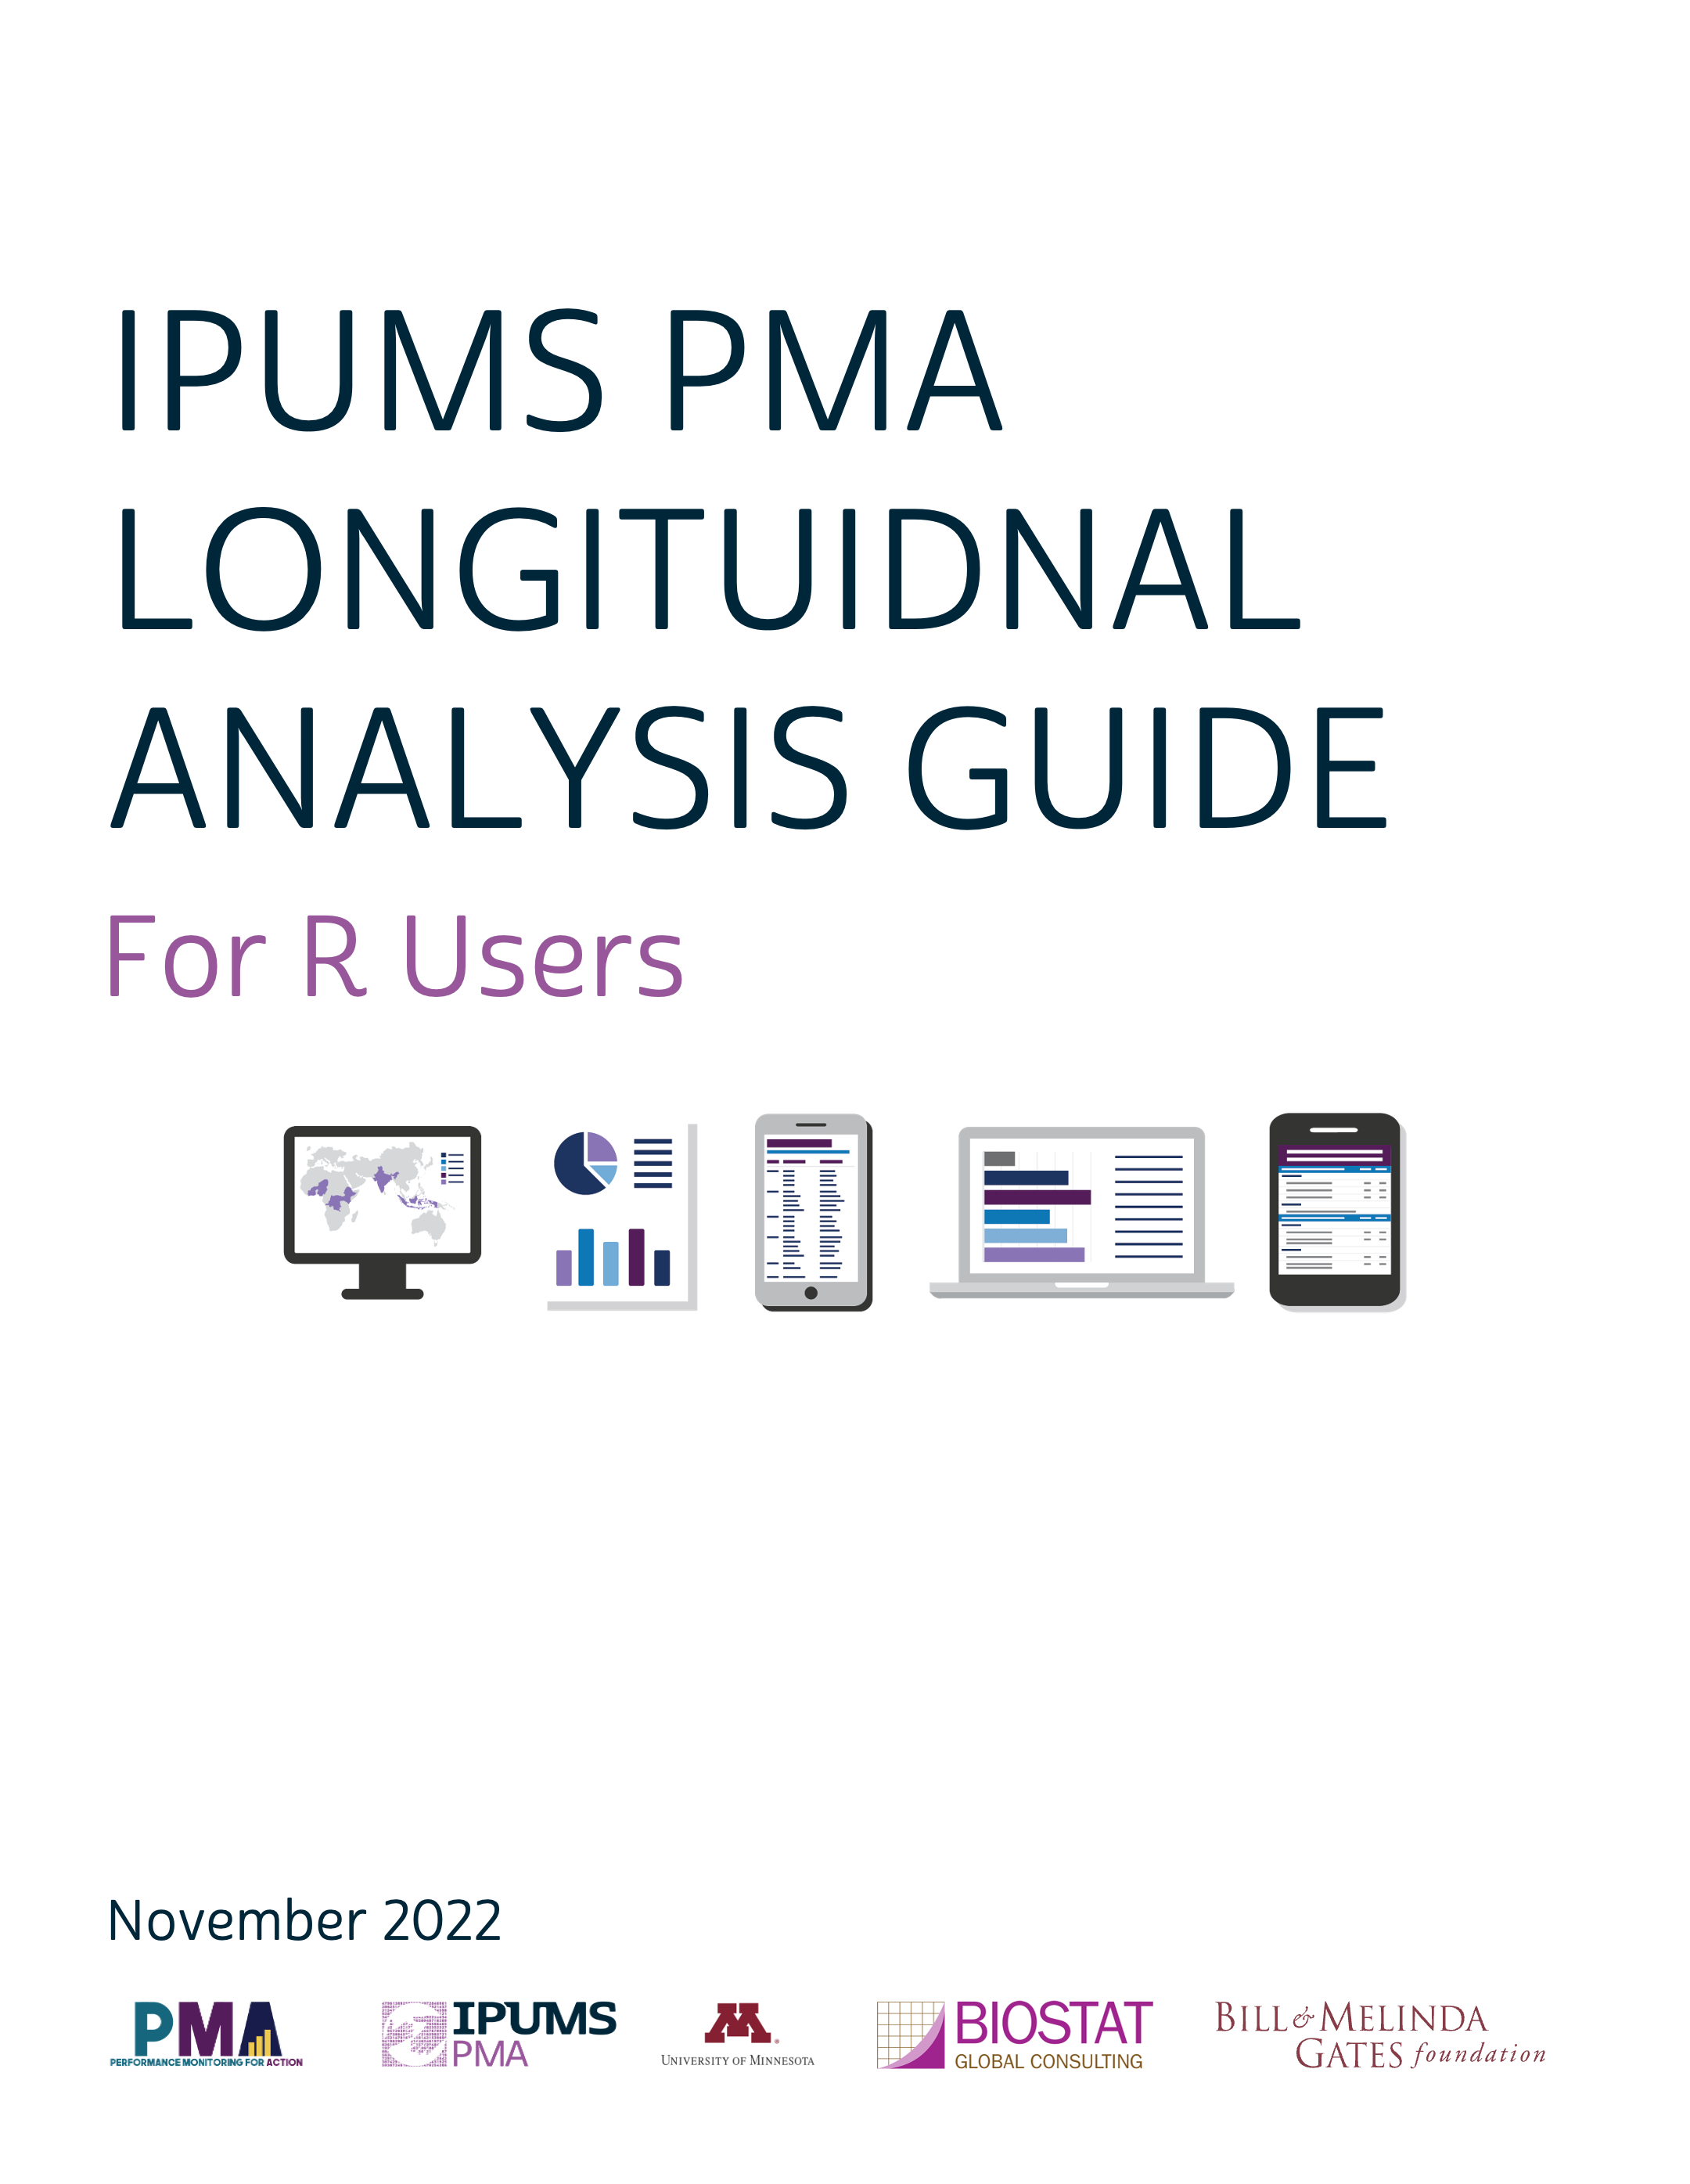 IPUMS PMA
LONGITUIDNAL
ANALYSIS GUIDE
For R Users
November 2022
PMA
PERFORMANCE MONITORING FOR ACTION
IPUMS
PMA
UNIVERSITY OF MINNESOTA
BIOSTAT
GLOBAL CONSULTING
BILL & MELINDA
GATES foundation